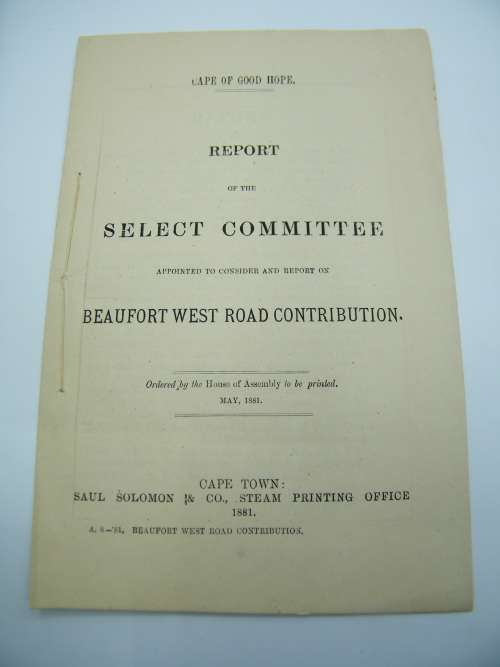 CAPE OF GOOD HOPE.
REPORT
OF THE
SELECT COMMITTEE
APPOINTED TO CONSIDER AND REPORT ON
BEAUFORT WEST ROAD CONTRIBUTION.
Ordered by the House of Assembly to be printed.
MAY, 1881.
CAPE TOWN:
SAUL SOLOMON & CO., STEAM PRINTING OFFICE
1881.
A. 8—'81. BEAUFORT WEST ROAD CONTRIBUTION.